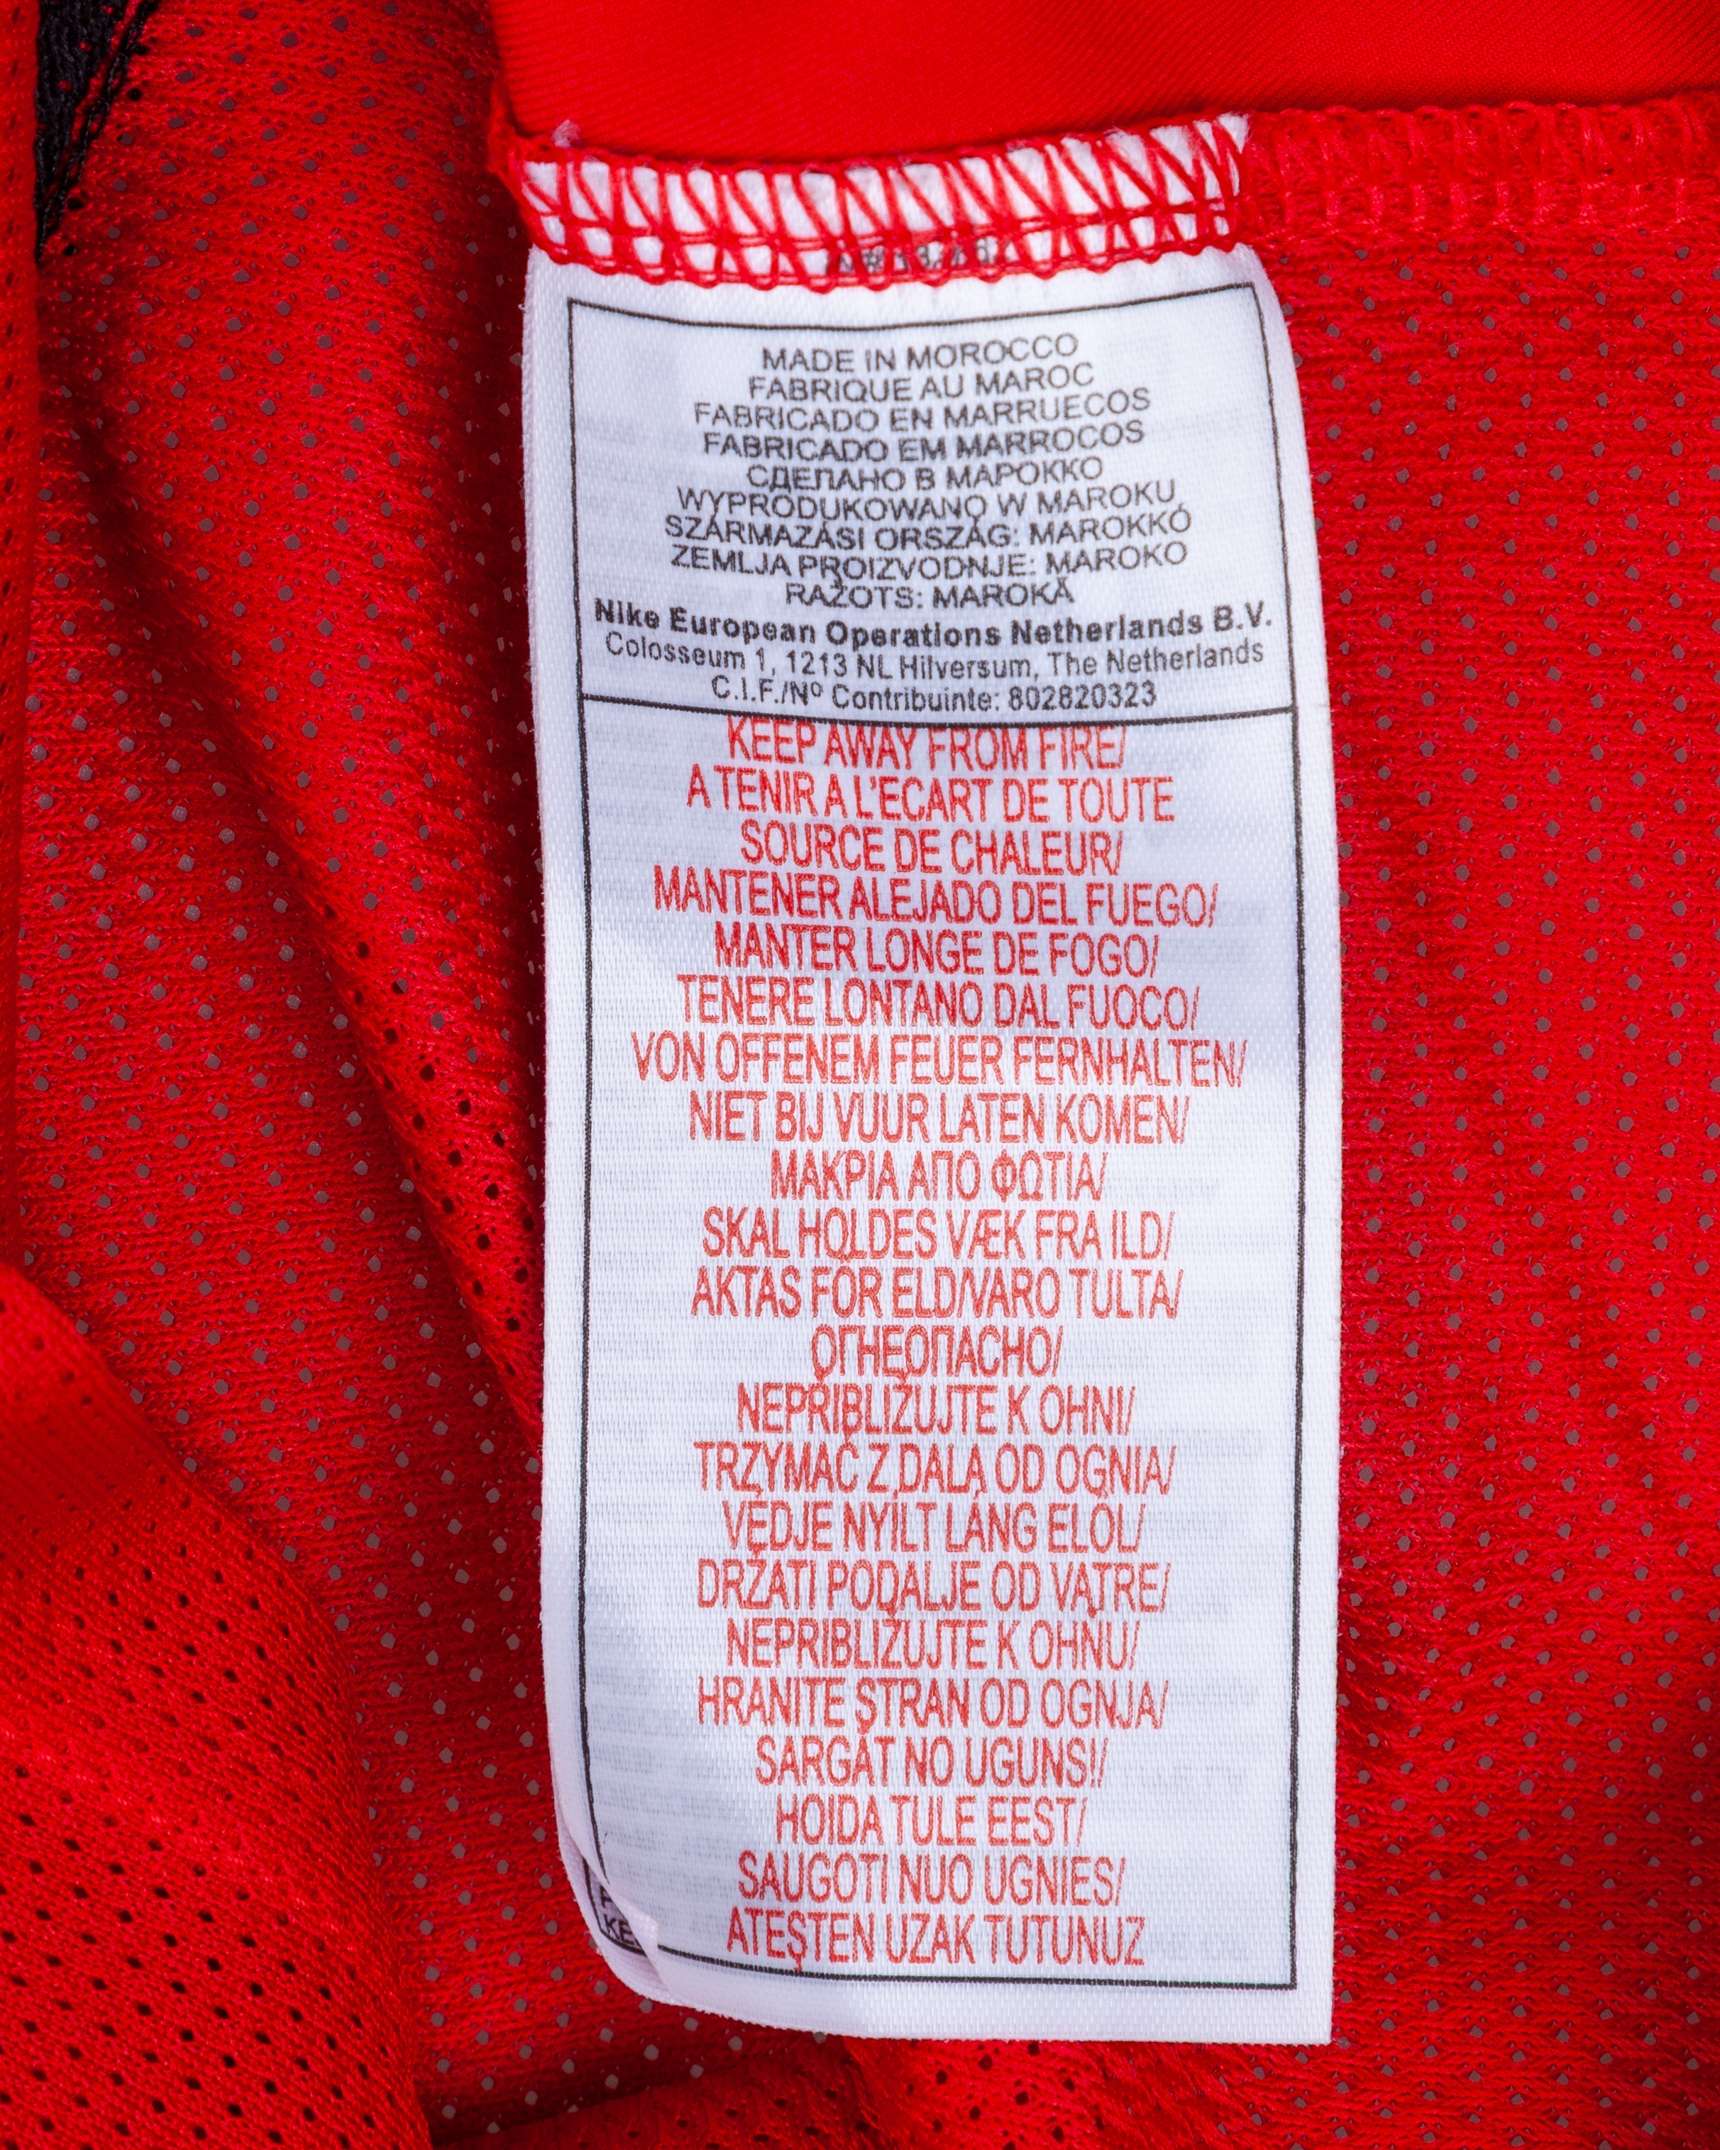 MADE IN MOROCCO
FABRIQUE AU MAROC
FABRICADO EN MARRUECOS
FABRICADO EM MARROCOS
СДЕЛАНО В МАРОККО
WYPRODUKOWANO W MAROKU
SZÁRMAZÁSI ORSZÁG: MAROKKÓ
ZEMLJA PROIZVODNJE: MAROKO
RAŽOTS: MAROKĀ
Nike European Operations Netherlands B.V.
Colosseum 1, 1213 NL Hilversum, The Netherlands
C.I.F./Nº Contribuinte: 802820323
KEEP AWAY FROM FIRE/
A TENIR A L'ECART DE TOUTE
SOURCE DE CHALEUR/
MANTENER ALEJADO DEL FUEGO/
MANTER LONGE DE FOGO/
TENERE LONTANO DAL FUOCO/
VON OFFENEM FEUER FERNHALTEN/
NIET BIJ VUUR LATEN KOMEN/
ΜΑΚΡΙΑ ΑΠΟ ΦΩΤΙΑ/
SKAL HOLDES VÆK FRA ILD/
AKTAS FÖR ELD/VARO TULTA/
ОГНЕОПАСНО/
NEPŘIBLIŽUJTE K OHNI/
TRZYMAĆ Z DALA OD OGNIA/
VÉDJE NYÍLT LÁNG ELŐL/
DRŽATI PODALJE OD VATRE/
NEPRIBLIŽUJTE K OHŇU/
HRANITE STRAN OD OGNJA/
SARGĀT NO UGUNS!/
HOIDA TULE EEST/
SAUGOTI NUO UGNIES/
ATEŞTEN UZAK TUTUNUZ
KE